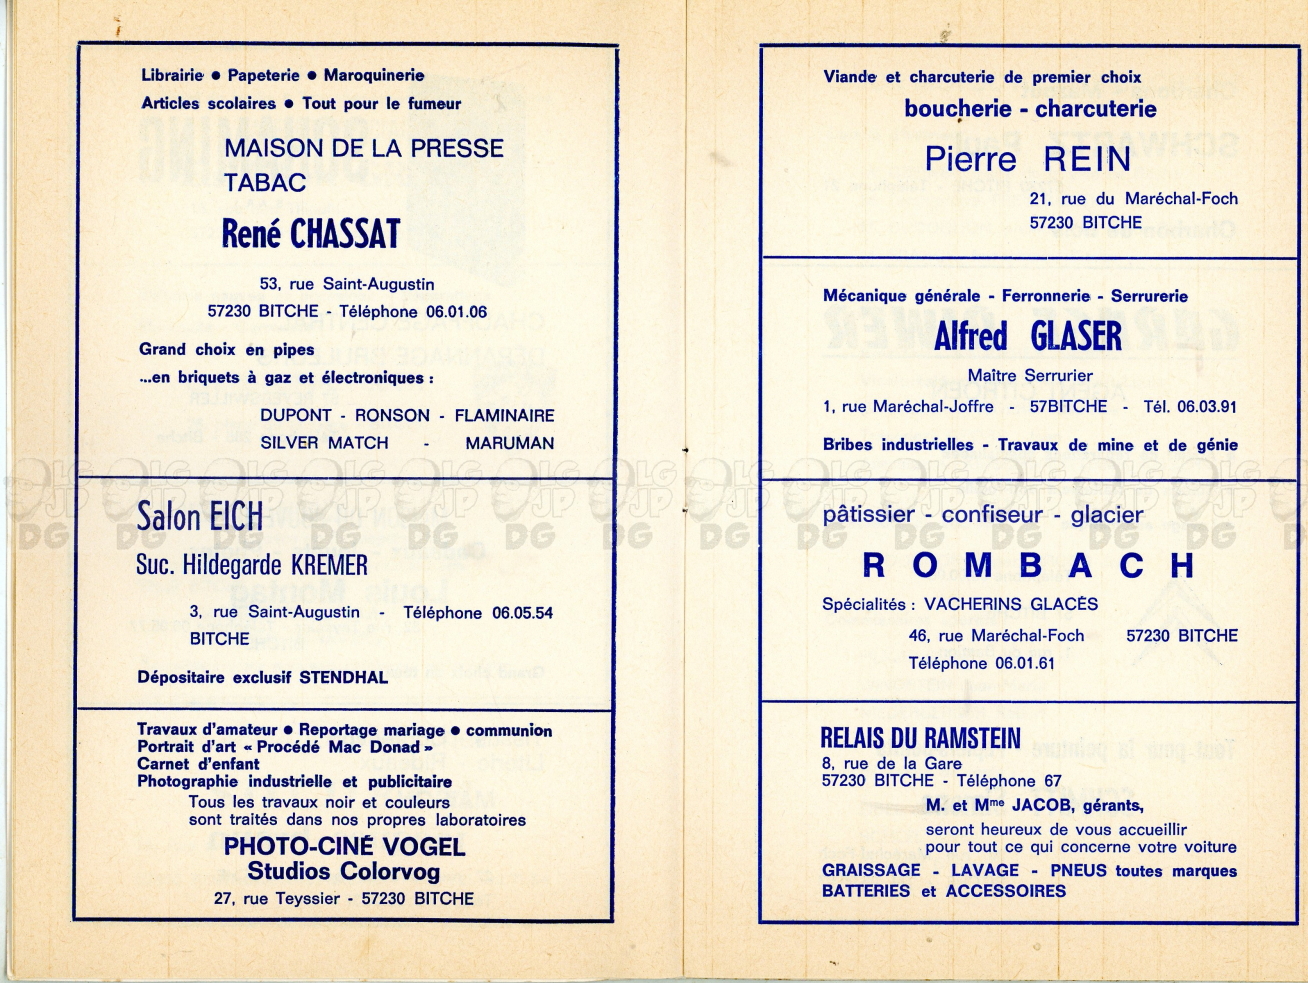 Librairie • Papeterie • Maroquinerie
Articles scolaires • Tout pour le fumeur
MAISON DE LA PRESSE
TABAC
René CHASSAT
53, rue Saint-Augustin
57230 BITCHE - Téléphone 06.01.06
Grand choix en pipes
...en briquets à gaz et électroniques :
DUPONT - RONSON - FLAMINAIRE
SILVER MATCH - MARUMAN
Salon EICH
Suc. Hildegarde KREMER
3, rue Saint-Augustin - Téléphone 06.05.54
BITCHE
Dépositaire exclusif STENDHAL
Travaux d'amateur • Reportage mariage • communion
Portrait d'art « Procédé Mac Donad »
Carnet d'enfant
Photographie industrielle et publicitaire
Tous les travaux noir et couleurs
sont traités dans nos propres laboratoires
PHOTO-CINÉ VOGEL
Studios Colorvog
27, rue Teyssier - 57230 BITCHE
Viande et charcuterie de premier choix
boucherie - charcuterie
Pierre REIN
21, rue du Maréchal-Foch
57230 BITCHE
Mécanique générale - Ferronnerie - Serrurerie
Alfred GLASER
Maître Serrurier
1, rue Maréchal-Joffre - 57BITCHE - Tél. 06.03.91
Bribes industrielles - Travaux de mine et de génie
pâtissier - confiseur - glacier
ROMBACH
Spécialités : VACHERINS GLACÉS
46, rue Maréchal-Foch 57230 BITCHE
Téléphone 06.01.61
RELAIS DU RAMSTEIN
8, rue de la Gare
57230 BITCHE - Téléphone 67
M. et Mme JACOB, gérants,
seront heureux de vous accueillir
pour tout ce qui concerne votre voiture
GRAISSAGE - LAVAGE - PNEUS toutes marques
BATTERIES et ACCESSOIRES